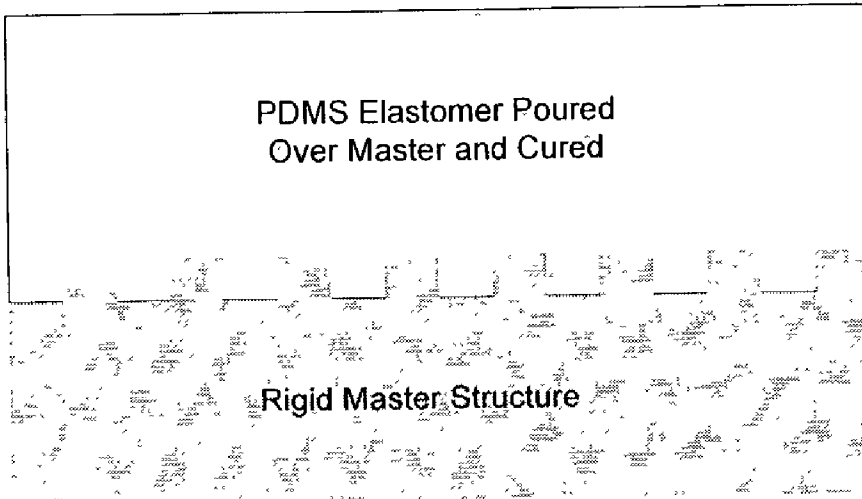 PDMS Elastomer Poured
Over Master and Cured
Rigid Master Structure